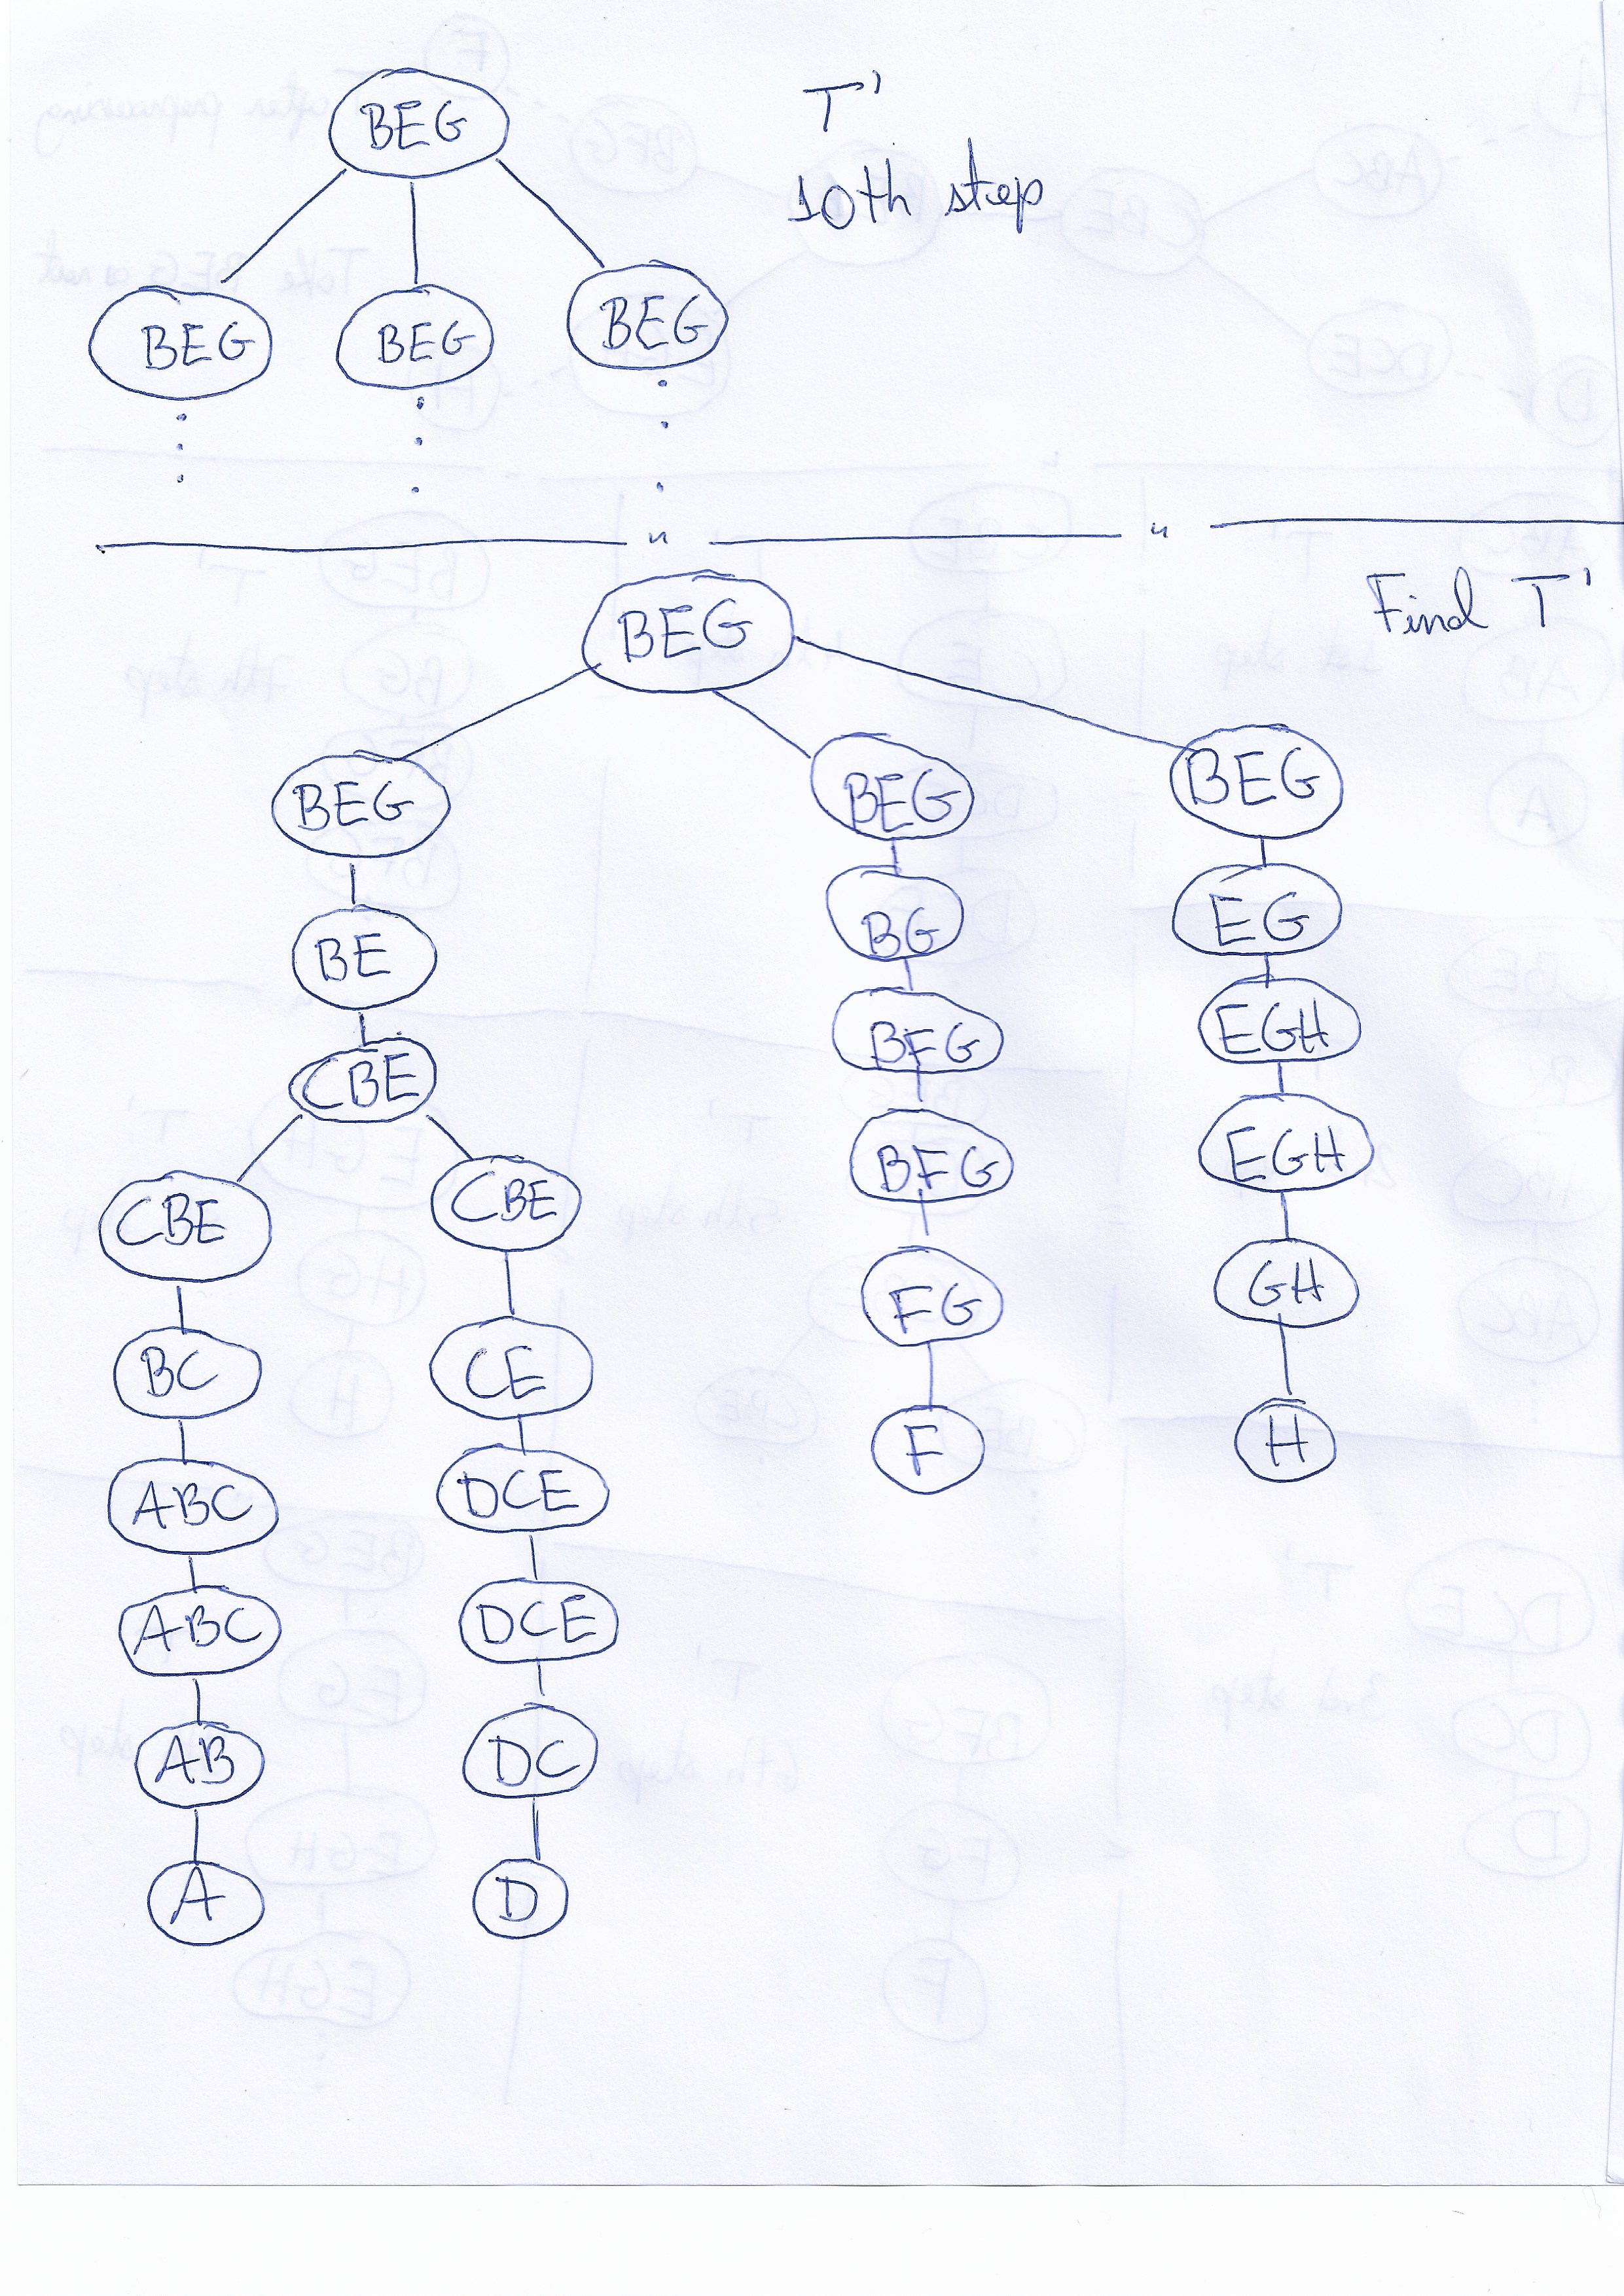 BEG
T'
10th step
BEG BEG BEG
Find T'
BEG
BEG BEG BEG
BE BG EG
CBE BFG EGH
CBE CBE BFG EGH
BC CE FG GH
ABC DCE F H
ABC DCE
AB DC
A D